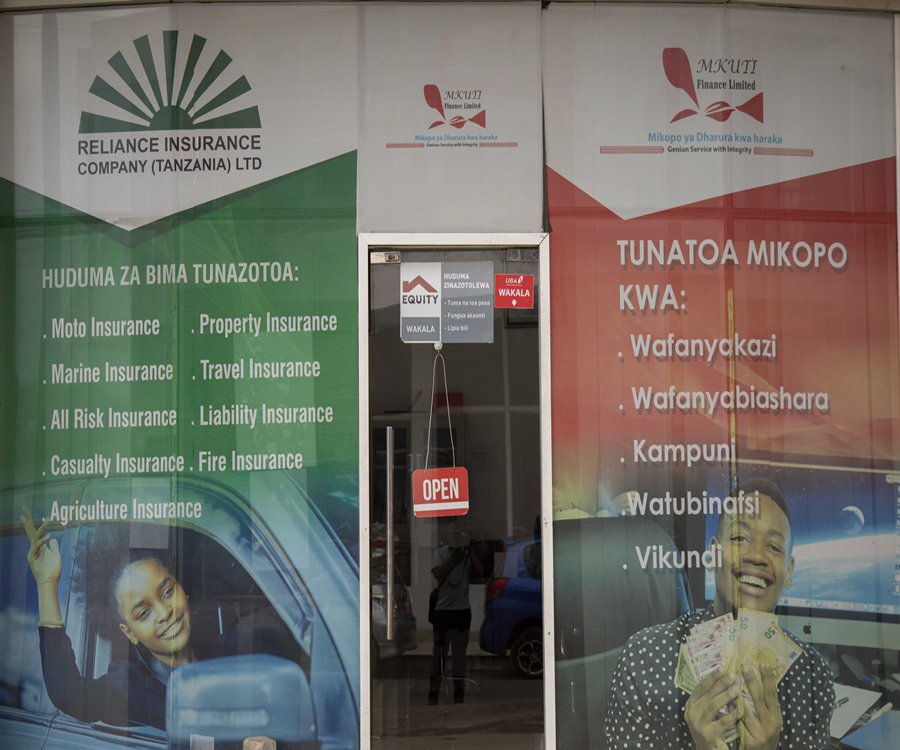 RELIANCE INSURANCE
COMPANY (TANZANIA) LTD
HUDUMA ZA BIMA TUNAZOTOA:
. Moto Insurance
. Marine Insurance
. All Risk Insurance
. Casualty Insurance
. Agriculture Insurance
. Property Insurance
. Travel Insurance
. Liability Insurance
. Fire Insurance
MKUTI
Finance Limited
Mikopo ya Dharura kwa haraka
Geniun Service with Integrity
EQUITY
WAKALA
HUDUMA
ZINAZOTOLEWA
- Tuma na toa pesa
- Fungua akaunti
- Lipia bili
UBA
WAKALA
OPEN
MKUTI
Finance Limited
Mikopo ya Dharura kwa haraka
Geniun Service with Integrity
TUNATOA MIKOPO
KWA:
. Wafanyakazi
. Wafanyabiashara
. Kampuni
. Watubinafsi
. Vikundi
50
50